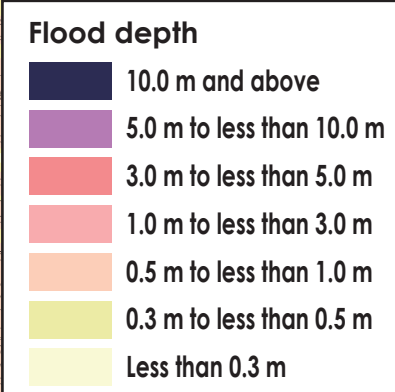 Flood depth
10.0 m and above
5.0 m to less than 10.0 m
3.0 m to less than 5.0 m
1.0 m to less than 3.0 m
0.5 m to less than 1.0 m
0.3 m to less than 0.5 m
Less than 0.3 m